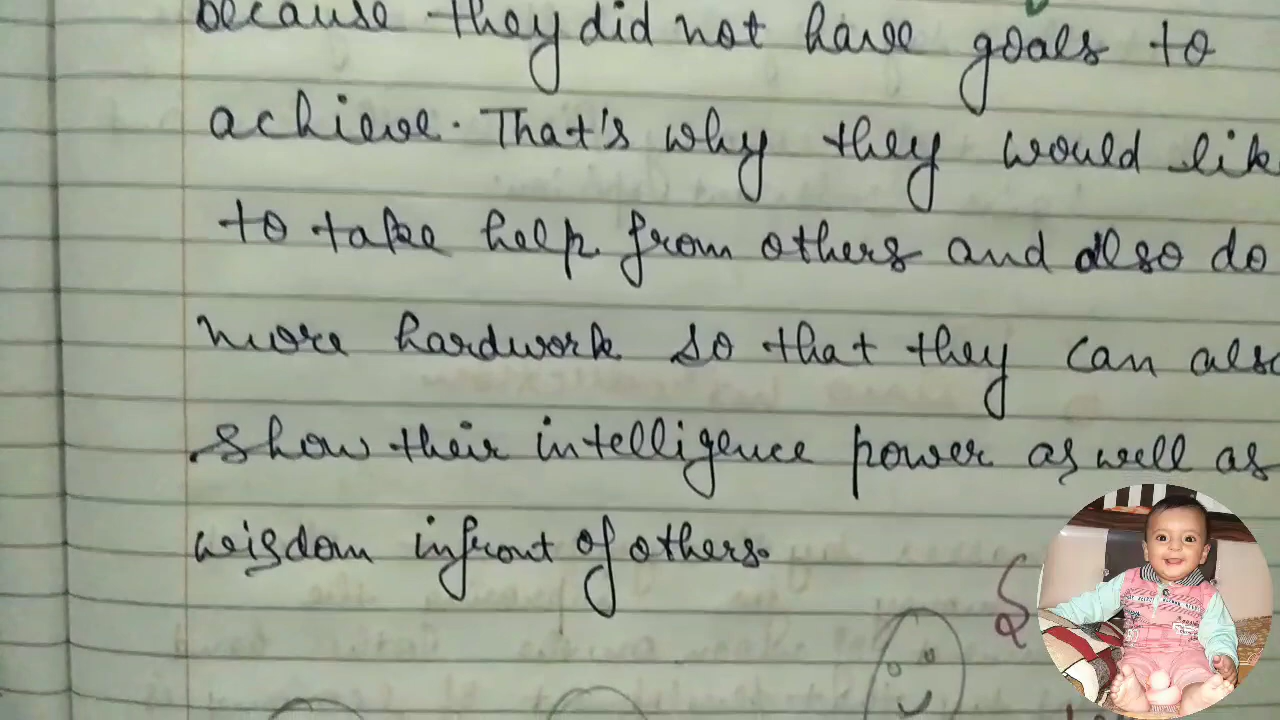 because they did not have goals to
achieve. That's why they would lik
to take help from others and also do
more hardwork so that they can also
show their intelligence power as well as
wisdom infront of others.